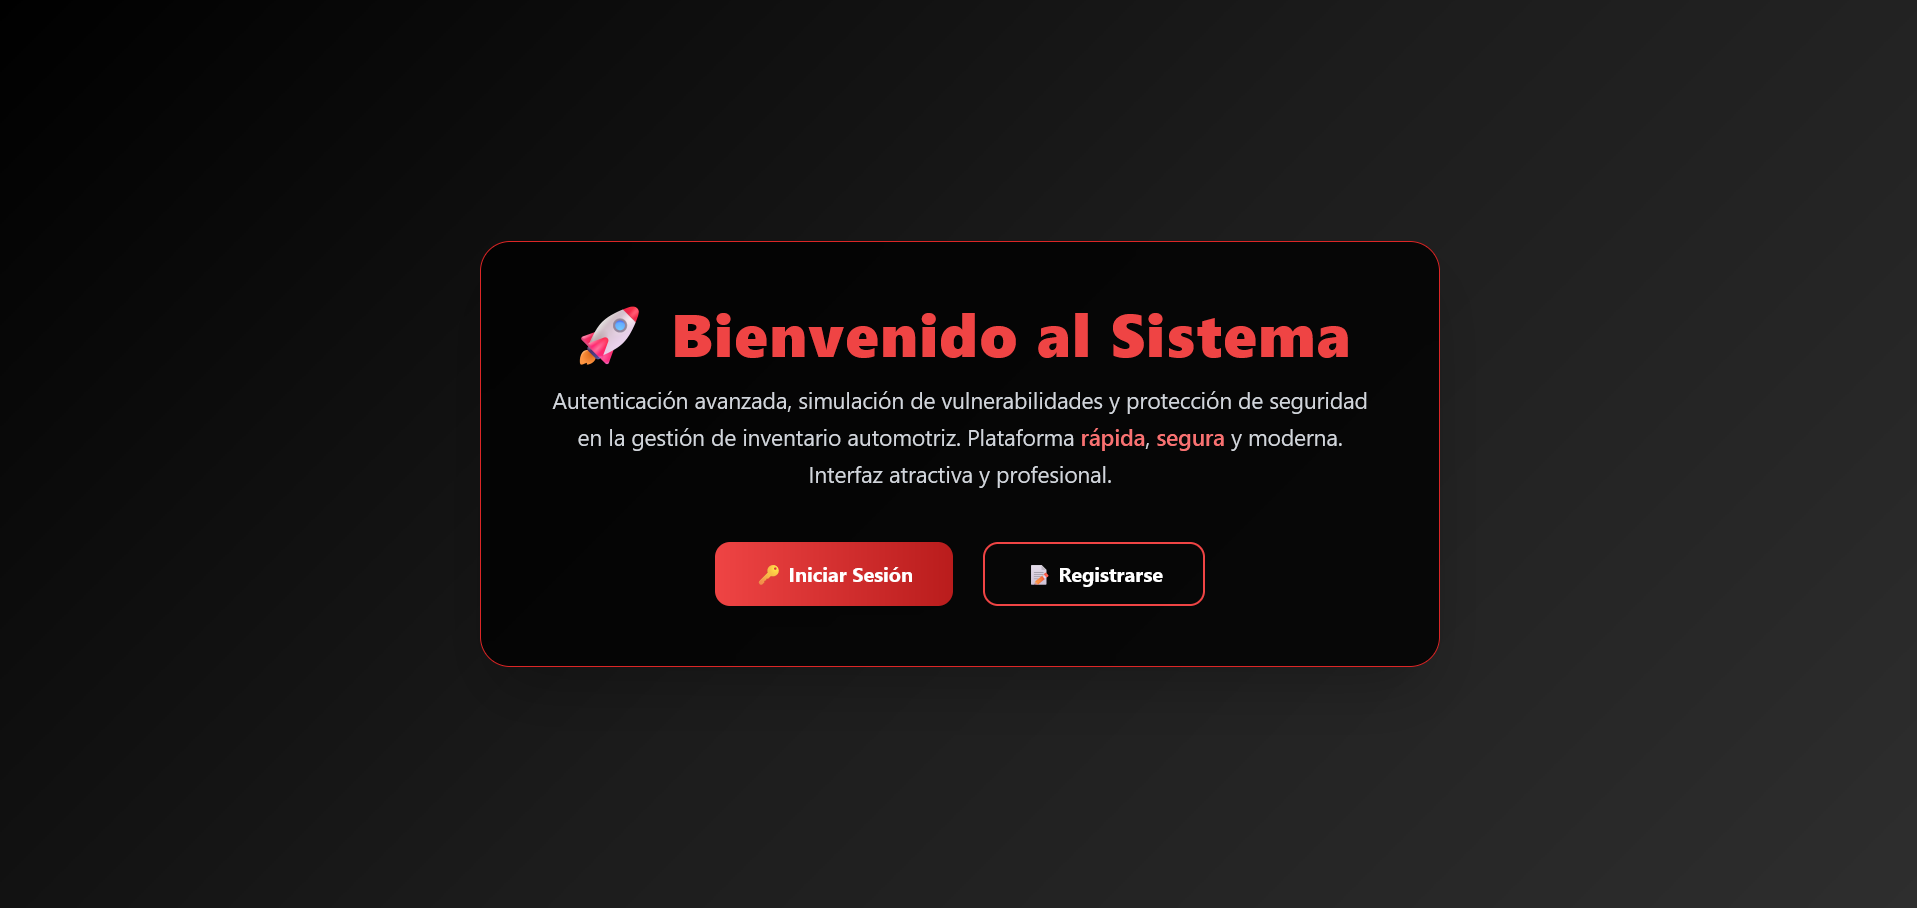 🚀 Bienvenido al Sistema
Autenticación avanzada, simulación de vulnerabilidades y protección de seguridad
en la gestión de inventario automotriz. Plataforma rápida, segura y moderna.
Interfaz atractiva y profesional.
🔑 Iniciar Sesión
📝 Registrarse